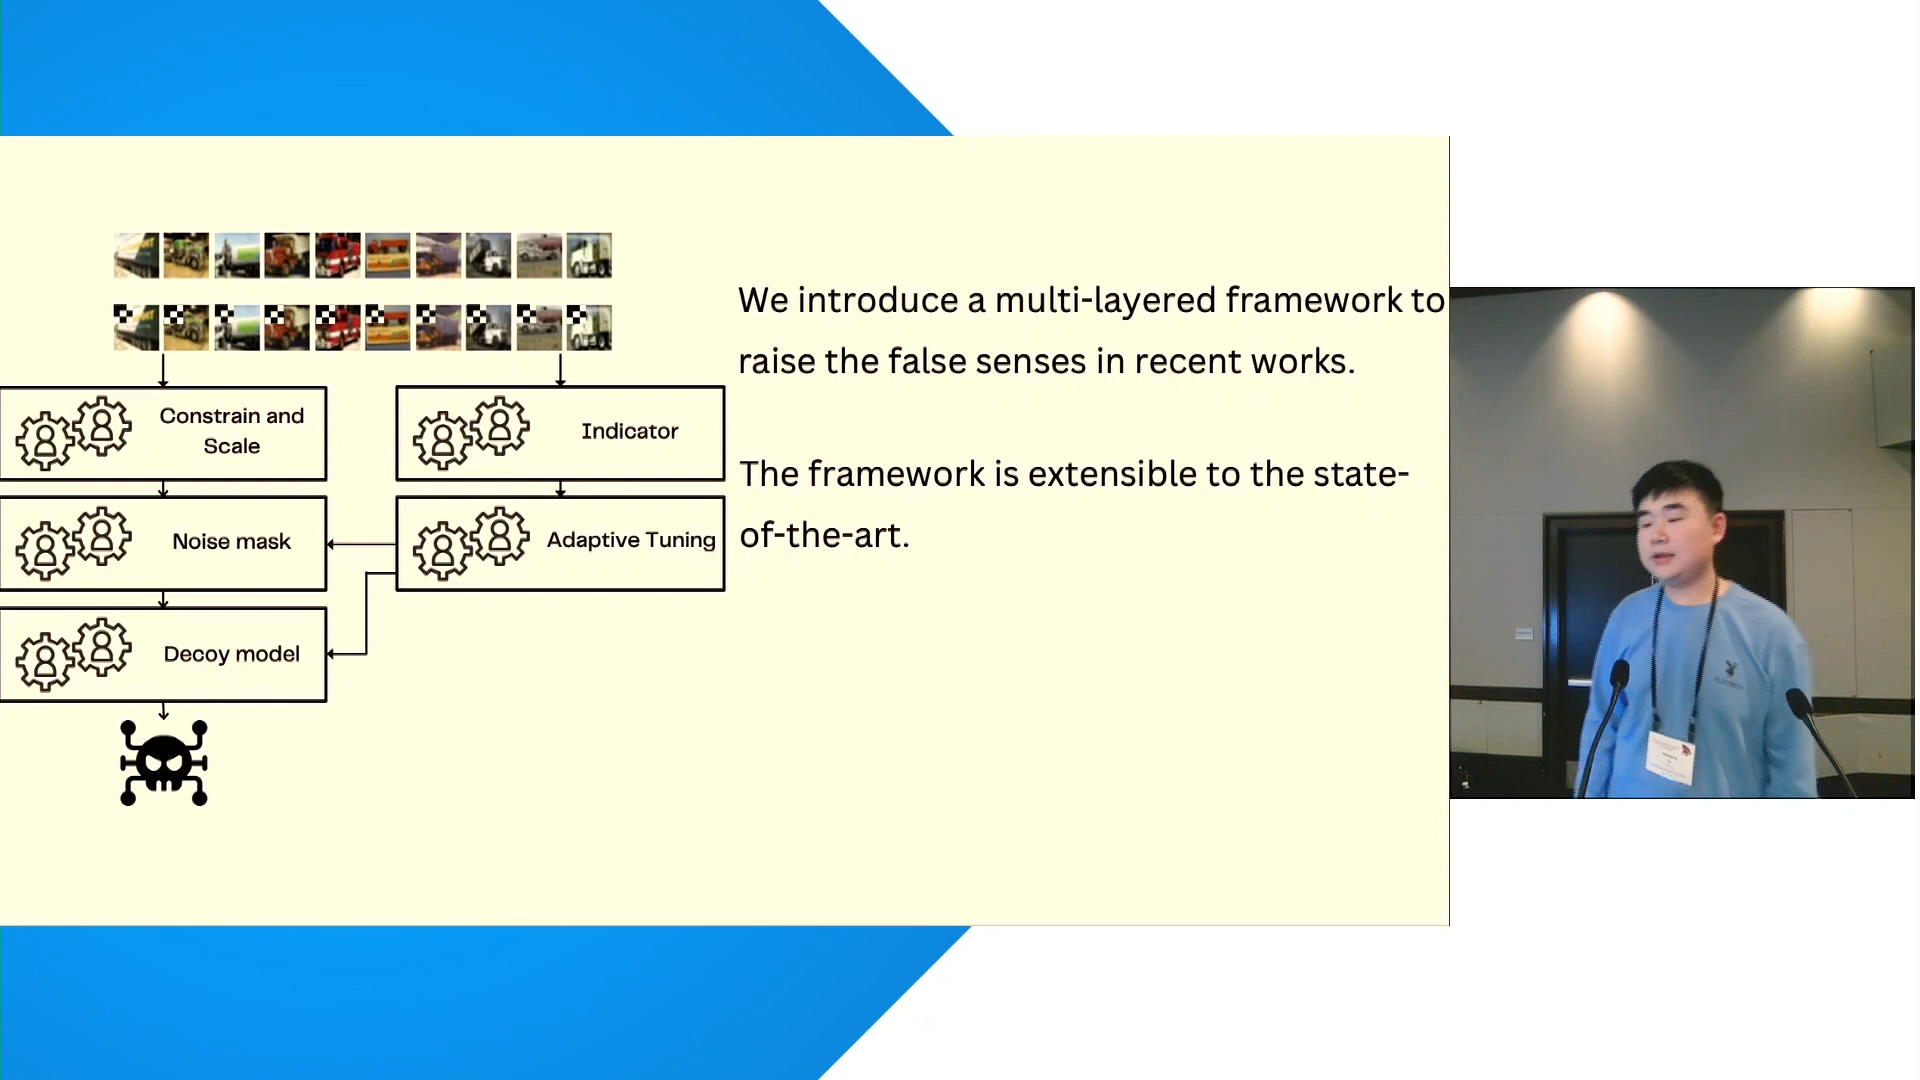 We introduce a multi-layered framework to
raise the false senses in recent works.
The framework is extensible to the state-
of-the-art.
Constrain and
Scale
Indicator
Noise mask
Adaptive Tuning
Decoy model